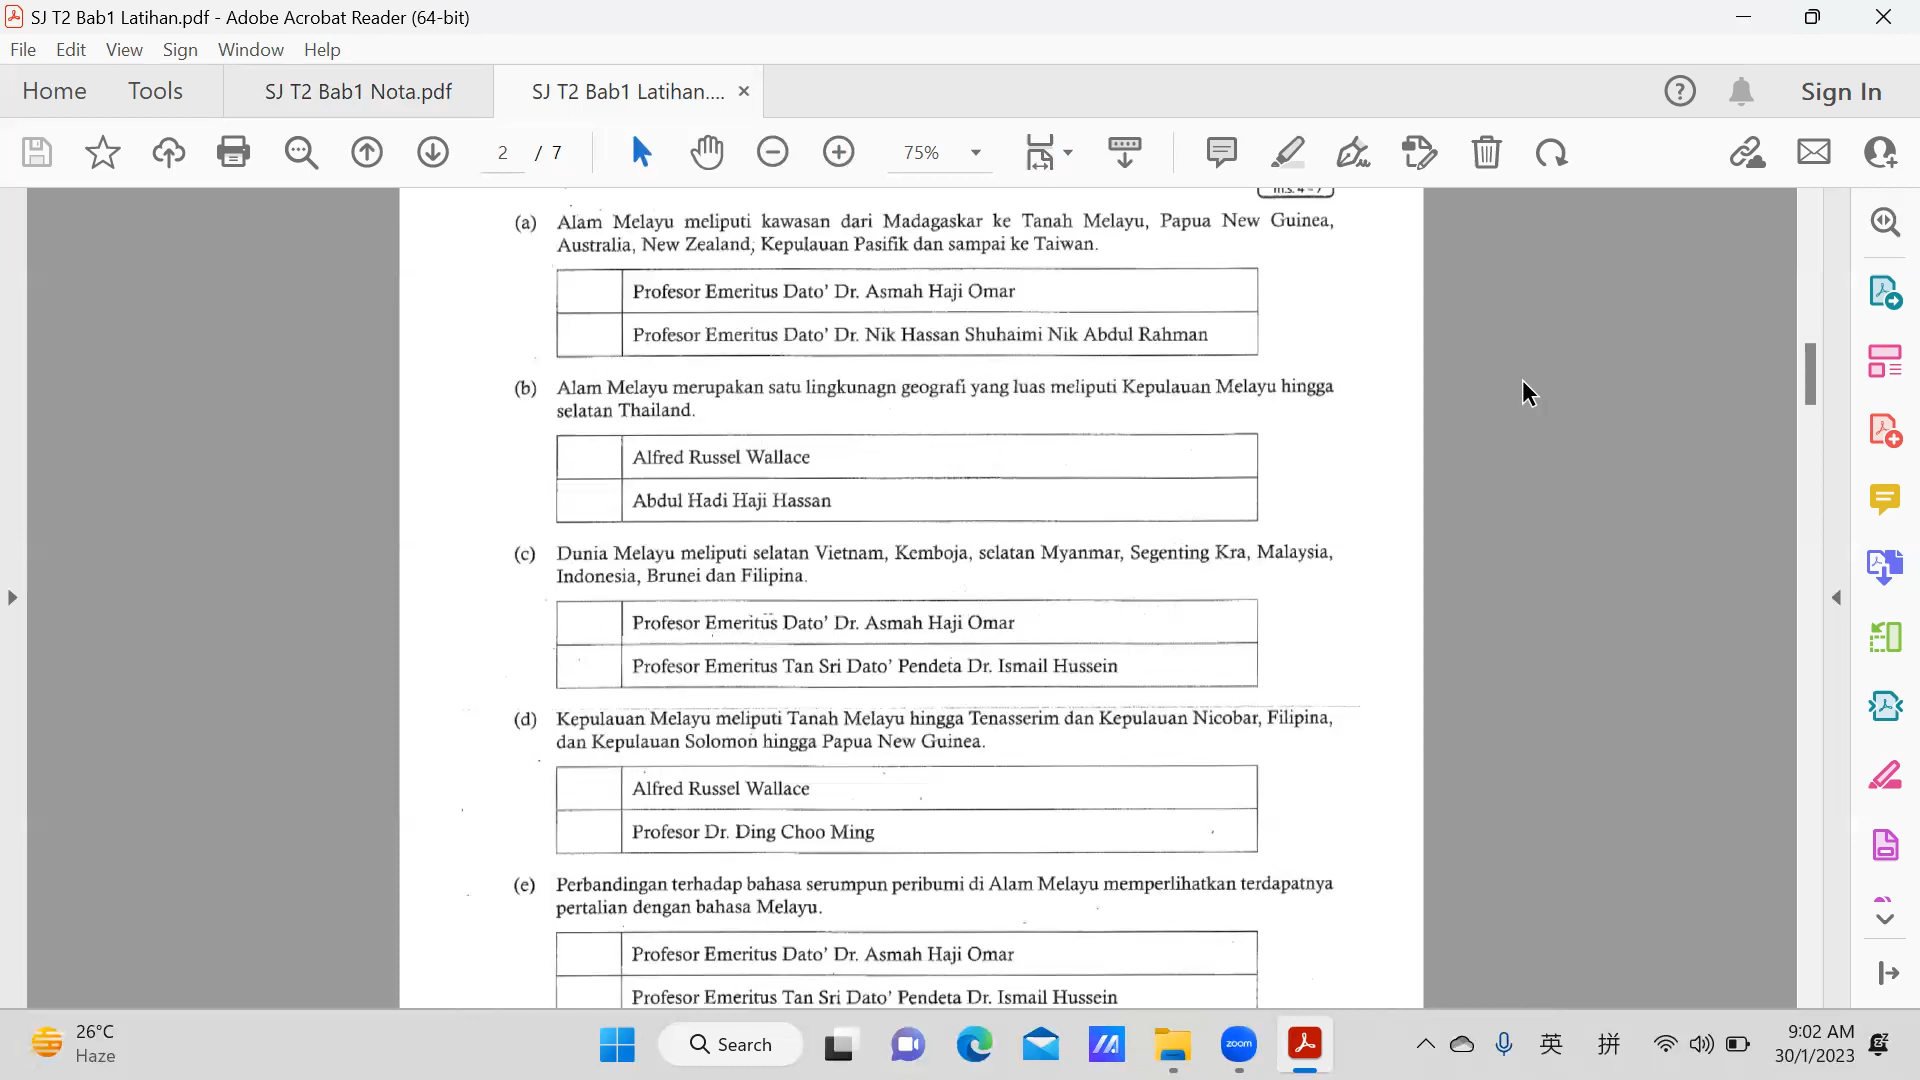 SJ T2 Bab1 Latihan.pdf - Adobe Acrobat Reader (64-bit)
File Edit View Sign Window Help
Home Tools SJ T2 Bab1 Nota.pdf SJ T2 Bab1 Latihan.... × Sign In
2 / 7 75%
(a) Alam Melayu meliputi kawasan dari Madagaskar ke Tanah Melayu, Papua New Guinea,
Australia, New Zealand, Kepulauan Pasifik dan sampai ke Taiwan.
Profesor Emeritus Dato' Dr. Asmah Haji Omar
Profesor Emeritus Dato' Dr. Nik Hassan Shuhaimi Nik Abdul Rahman
(b) Alam Melayu merupakan satu lingkunagn geografi yang luas meliputi Kepulauan Melayu hingga
selatan Thailand.
Alfred Russel Wallace
Abdul Hadi Haji Hassan
(c) Dunia Melayu meliputi selatan Vietnam, Kemboja, selatan Myanmar, Segenting Kra, Malaysia,
Indonesia, Brunei dan Filipina.
Profesor Emeritus Dato' Dr. Asmah Haji Omar
Profesor Emeritus Tan Sri Dato' Pendeta Dr. Ismail Hussein
(d) Kepulauan Melayu meliputi Tanah Melayu hingga Tenasserim dan Kepulauan Nicobar, Filipina,
dan Kepulauan Solomon hingga Papua New Guinea.
Alfred Russel Wallace
Profesor Dr. Ding Choo Ming
(e) Perbandingan terhadap bahasa serumpun peribumi di Alam Melayu memperlihatkan terdapatnya
pertalian dengan bahasa Melayu.
Profesor Emeritus Dato' Dr. Asmah Haji Omar
Profesor Emeritus Tan Sri Dato' Pendeta Dr. Ismail Hussein
26°C
Haze
Search
zoom
英 拼
9:02 AM
30/1/2023